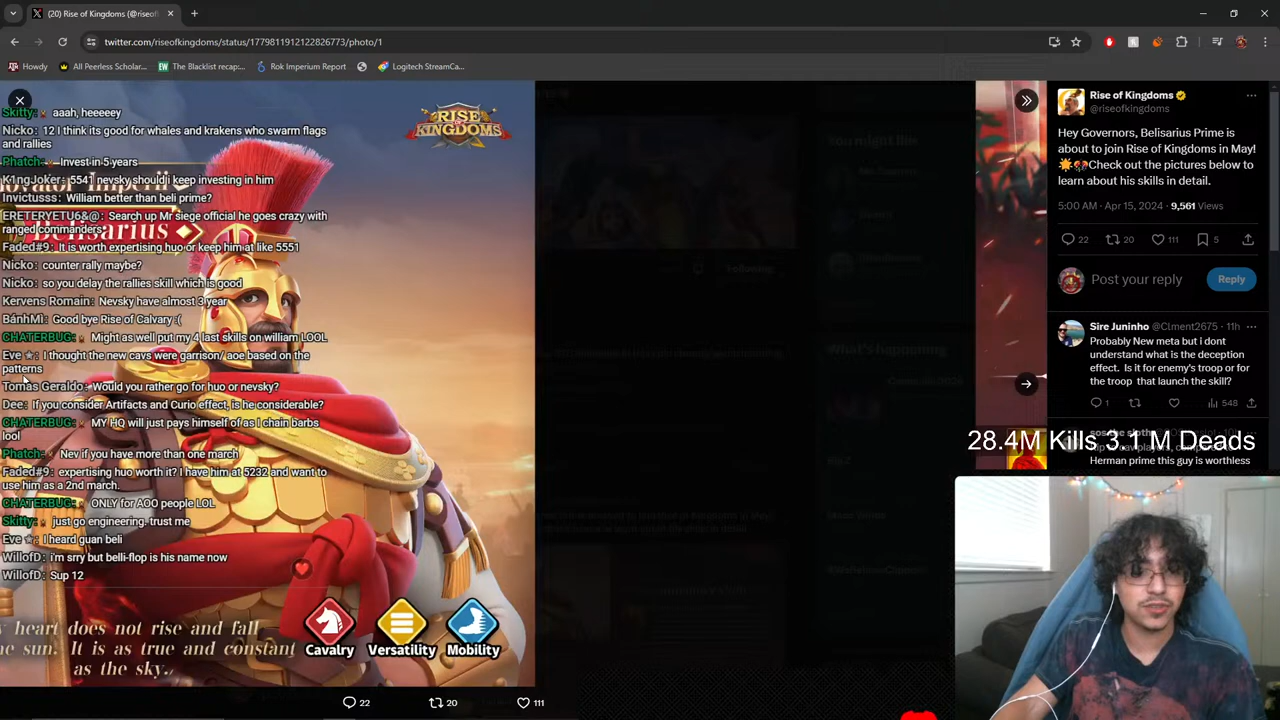 (20) Rise of Kingdoms (@riseof
twitter.com/riseofkingdoms/status/1779811912122826773/photo/1
Howdy
All Peerless Scholar...
The Blacklist recap:...
Rok Imperium Report
Logitech StreamCa...
RISE OF KINGDOMS
Skitty: aaah, heeeeey
Nicko: 12 I think its good for whales and krakens who swarm flags
and rallies
Phatch: Invest in 5 years
K1ngJoker: 5541 nevsky should i keep investing in him
Invictusss: William better than beli prime?
ERETERYETU6&@: Search up Mr siege official he goes crazy with
ranged commanders
Belisarius
Faded#9: It is worth expertising huo or keep him at like 5551
Nicko: counter rally maybe?
Nicko: so you delay the rallies skill which is good
Kervens Romain: Nevsky have almost 3 year
BánhMì: Good bye Rise of Calvary :(
CHATERBUG: Might as well put my 4 last skills on william LOOL
Eve: I thought the new cavs were garrison/ aoe based on the
patterns
Tomas Geraldo: Would you rather go for huo or nevsky?
Dee: If you consider Artifacts and Curio effect, is he considerable?
CHATERBUG: MY HQ will just pays himself of as I chain barbs
lool
Phatch: Nev if you have more than one march
Faded#9: expertising huo worth it? I have him at 5232 and want to
use him as a 2nd march.
CHATERBUG: ONLY for AOO people LOL
Skitty: just go engineering, trust me
Eve: I heard guan beli
WillofD: i'm srry but belli-flop is his name now
WillofD: Sup 12
y heart does not rise and fall
he sun. It is as true and constant
as the sky.
Cavalry Versatility Mobility
22 20 111
You might like
Following
What's happening
Rise of Kingdoms
@riseofkingdoms
Hey Governors, Belisarius Prime is
about to join Rise of Kingdoms in May!
☀️💐Check out the pictures below to
learn about his skills in detail.
5:00 AM · Apr 15, 2024 · 9,561 Views
22 20 111 5
Post your reply
Reply
Sire Juninho @Clment2675 · 11h
Probably New meta but i dont
understand what is the deception
effect. Is it for enemy's troop or for
the troop that launch the skill?
1 548
28.4M Kills 3.1 M Deads
Herman prime this guy is worthless